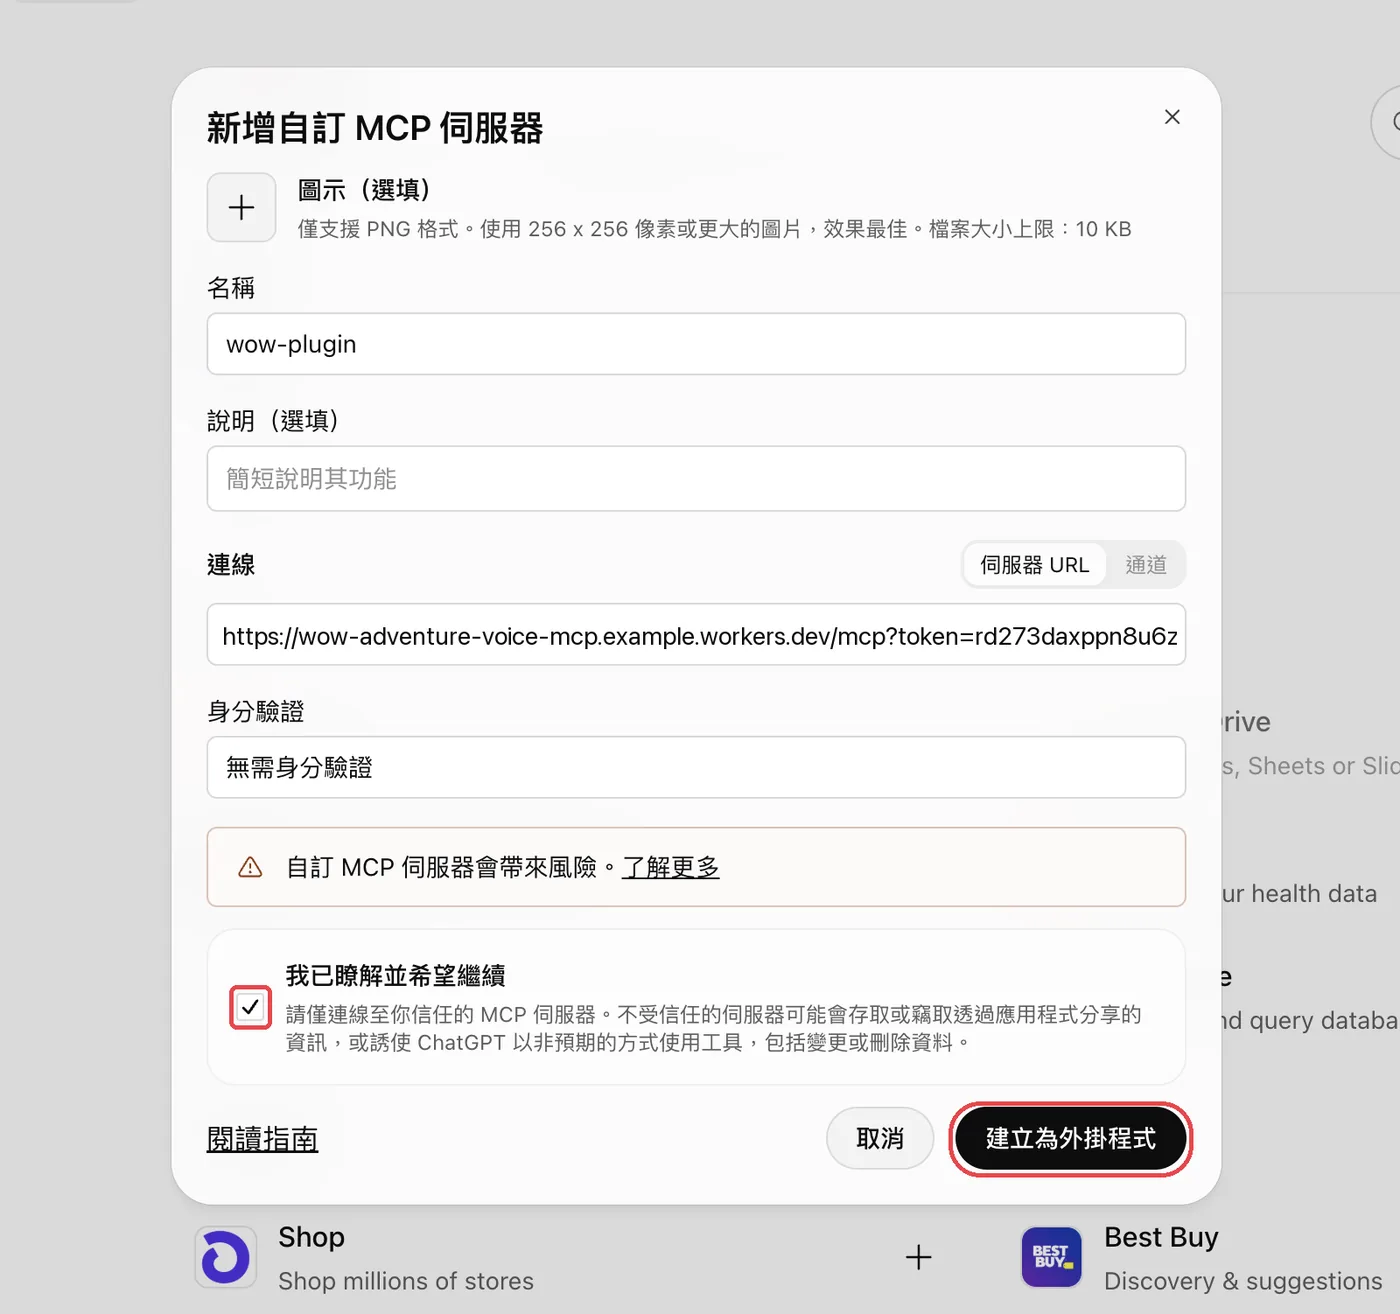 新增自訂 MCP 伺服器
圖示（選填）
僅支援 PNG 格式。使用 256 x 256 像素或更大的圖片，效果最佳。檔案大小上限：10 KB
名稱
wow-plugin
說明（選填）
簡短說明其功能
連線
伺服器 URL
通道
https://wow-adventure-voice-mcp.example.workers.dev/mcp?token=rd273daxppn8u6z
身分驗證
無需身分驗證
rive
s, Sheets or Slid
自訂 MCP 伺服器會帶來風險。了解更多
ur health data
我已瞭解並希望繼續
e
請僅連線至你信任的 MCP 伺服器。不受信任的伺服器可能會存取或竊取透過應用程式分享的
資訊，或誘使 ChatGPT 以非預期的方式使用工具，包括變更或刪除資料。
nd query databa
閱讀指南
取消
建立為外掛程式
Shop
Shop millions of stores
BEST
BUY
Best Buy
Discovery & suggestions